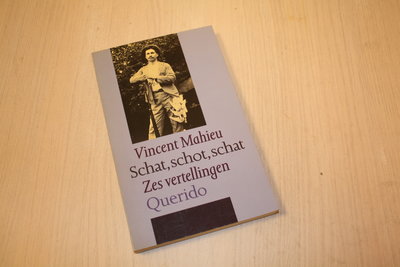 Vincent Mahieu
Schat, schot, schat
Zes vertellingen
Querido